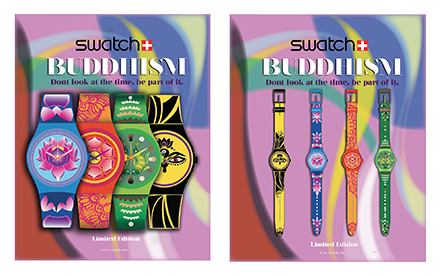 swatch
BUDDHISM
Dont look at the time, be part of it.
Limited Edition
swatch
BUDDHISM
Dont look at the time, be part of it.
Limited Edition